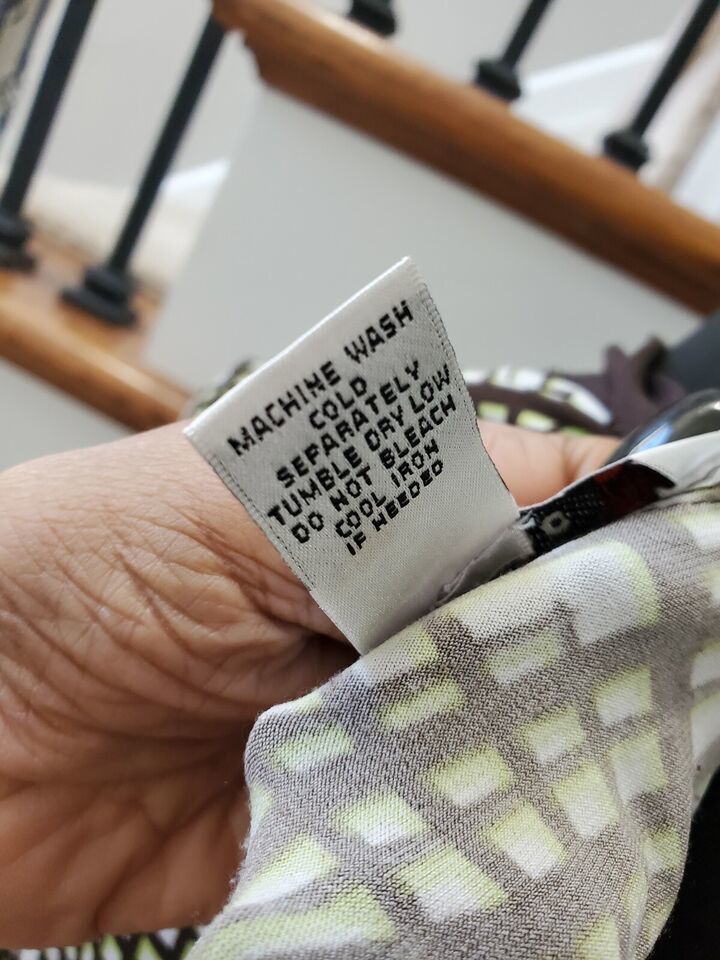 MACHINE WASH
COLD
SEPARATELY
TUMBLE DRY LOW
DO NOT BLEACH
COOL IRON
IF NEEDED